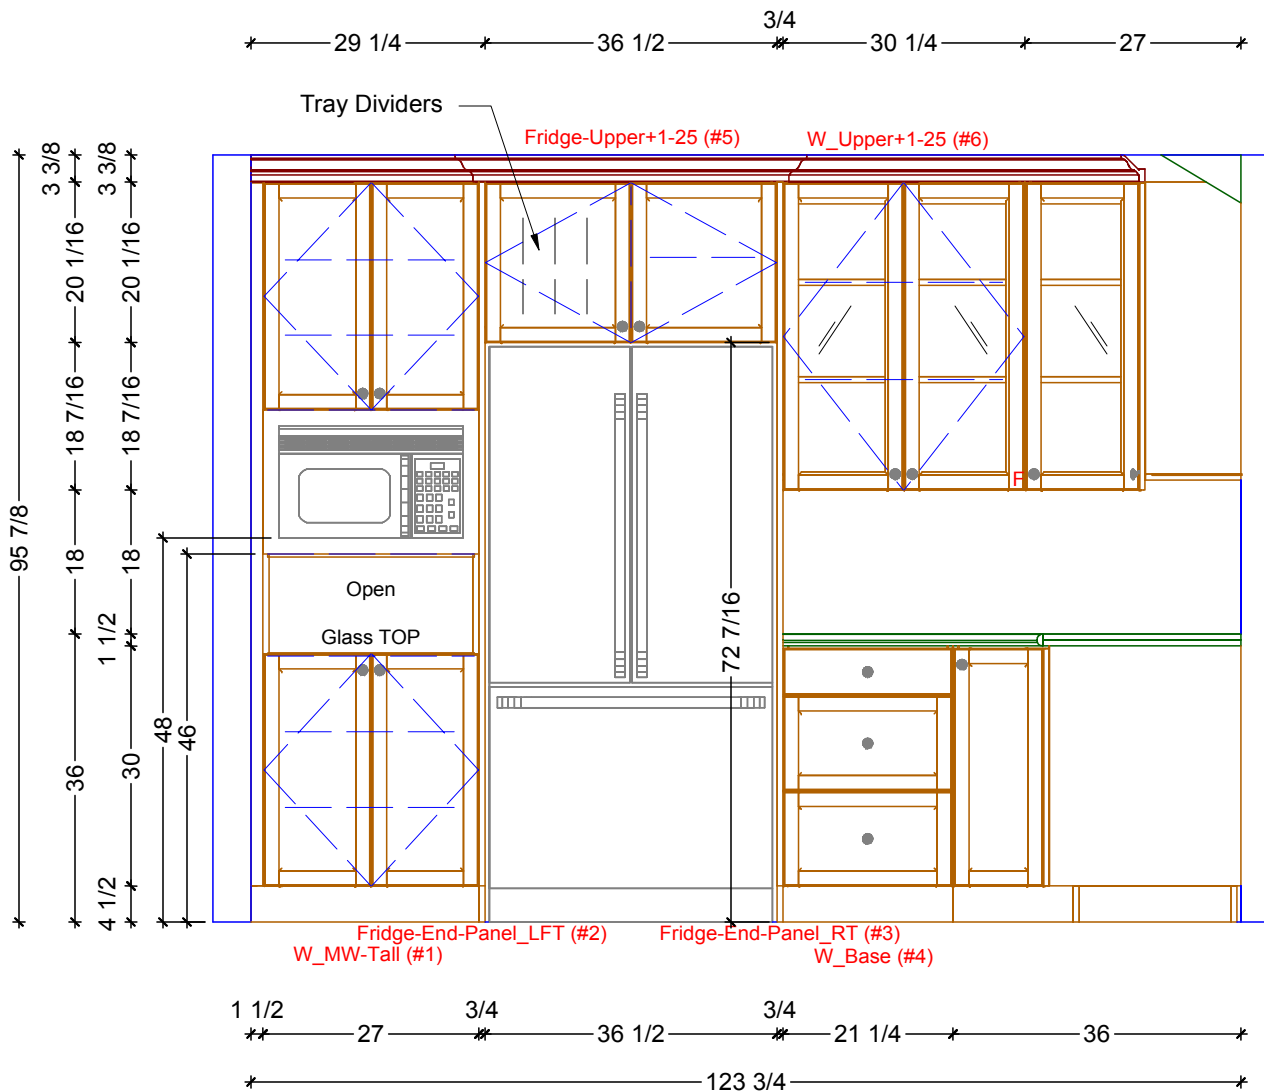 3/4
29 1/4
36 1/2
30 1/4
27
Tray Dividers
Fridge-Upper+1-25 (#5)
W_Upper+1-25 (#6)
3 3/8
3 3/8
20 1/16
20 1/16
18 7/16
18 7/16
F
95 7/8
18
18
Open
1 1/2
Glass TOP
72 7/16
48
46
36
30
4 1/2
Fridge-End-Panel_LFT (#2)
Fridge-End-Panel_RT (#3)
W_MW-Tall (#1)
W_Base (#4)
1 1/2
3/4
3/4
27
36 1/2
21 1/4
36
123 3/4